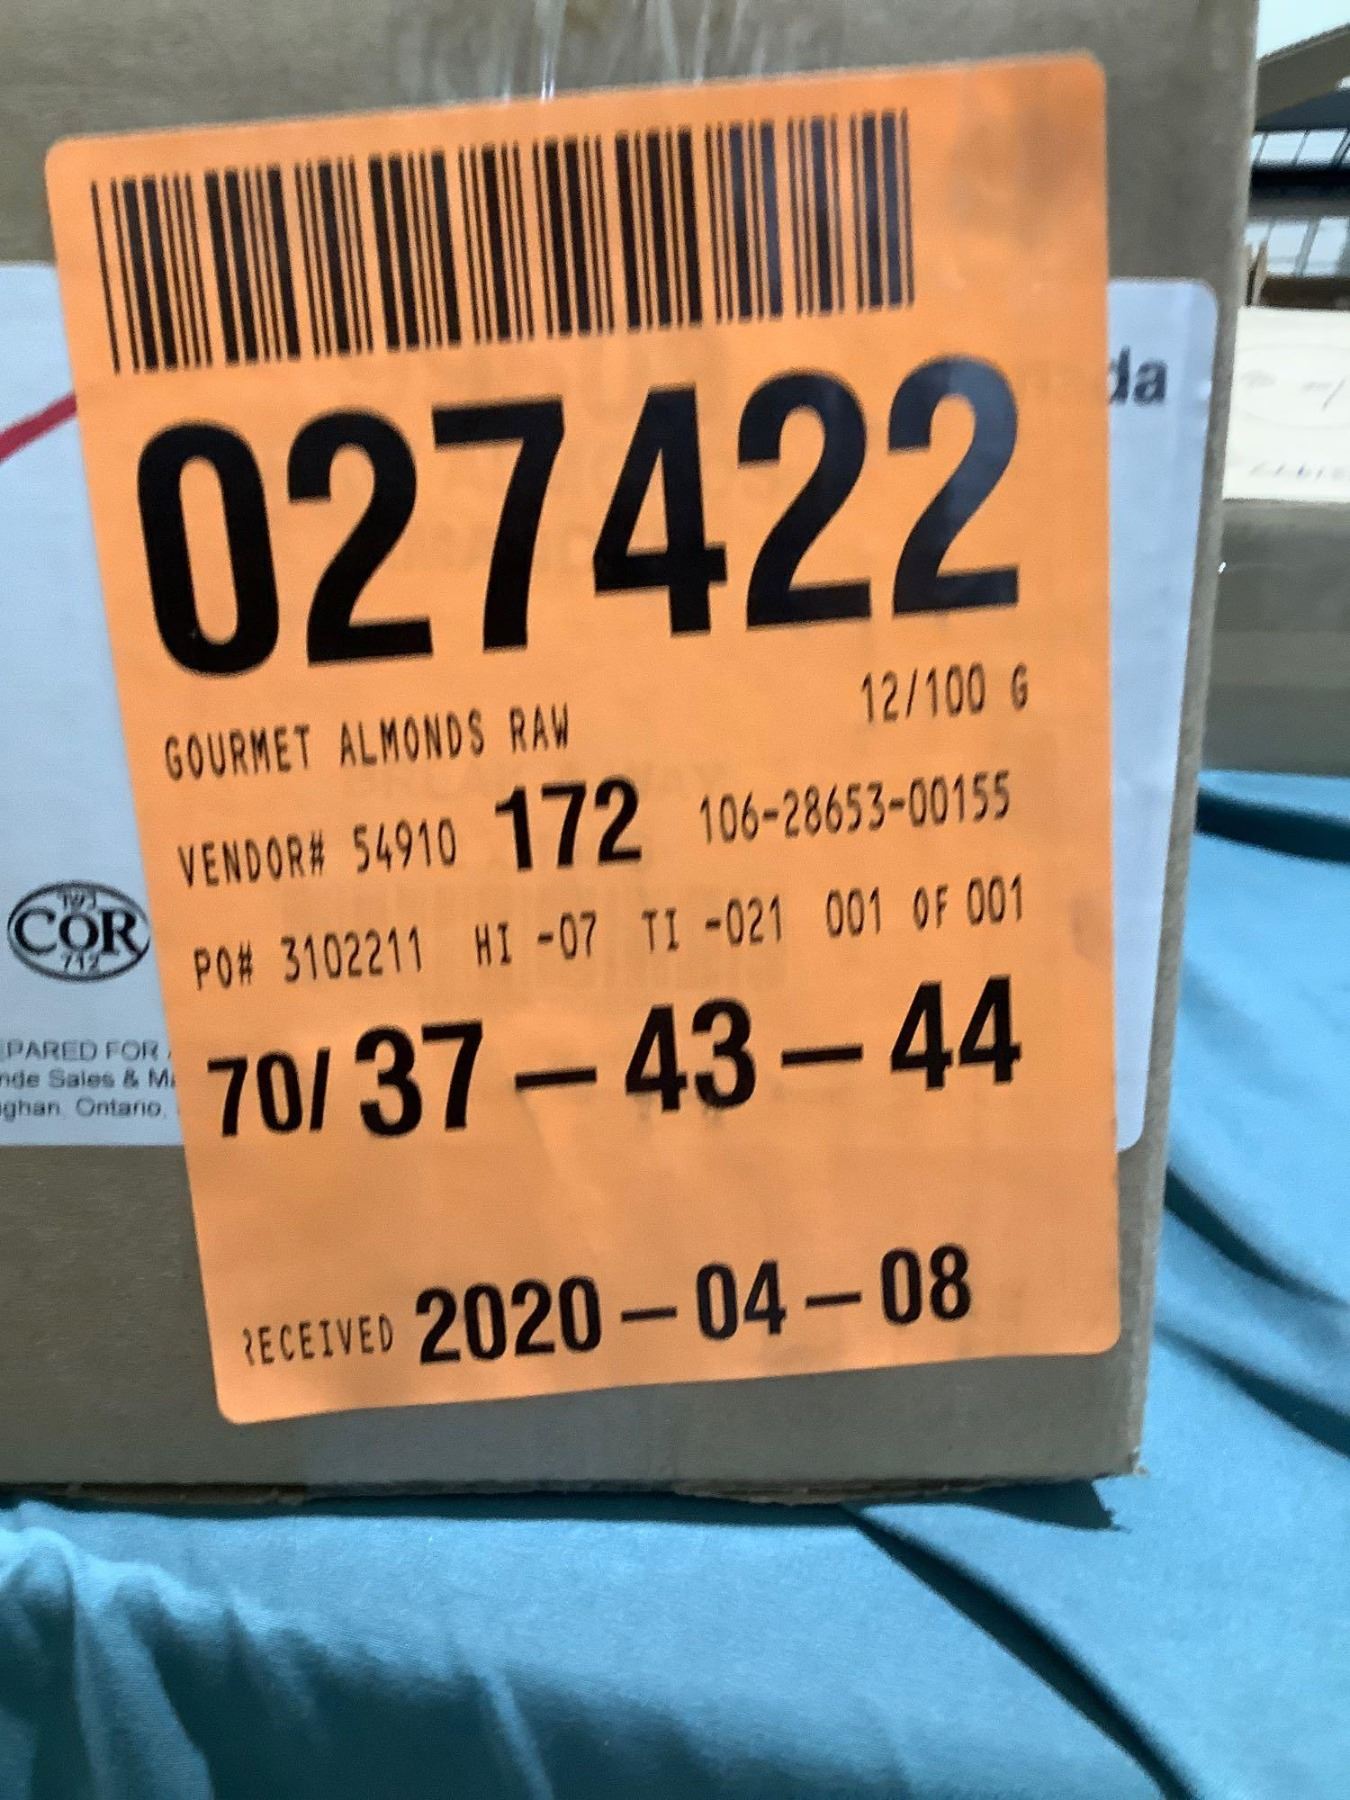 027422
GOURMET ALMONDS RAW 12/100 G
VENDOR# 54910 172 106-28653-00155
PO# 3102211 HI -07 TI -021 001 OF 001
70/37-43-44
RECEIVED 2020-04-08
da
COR
712
EPARED FOR
nde Sales & M
ghan, Ontario,